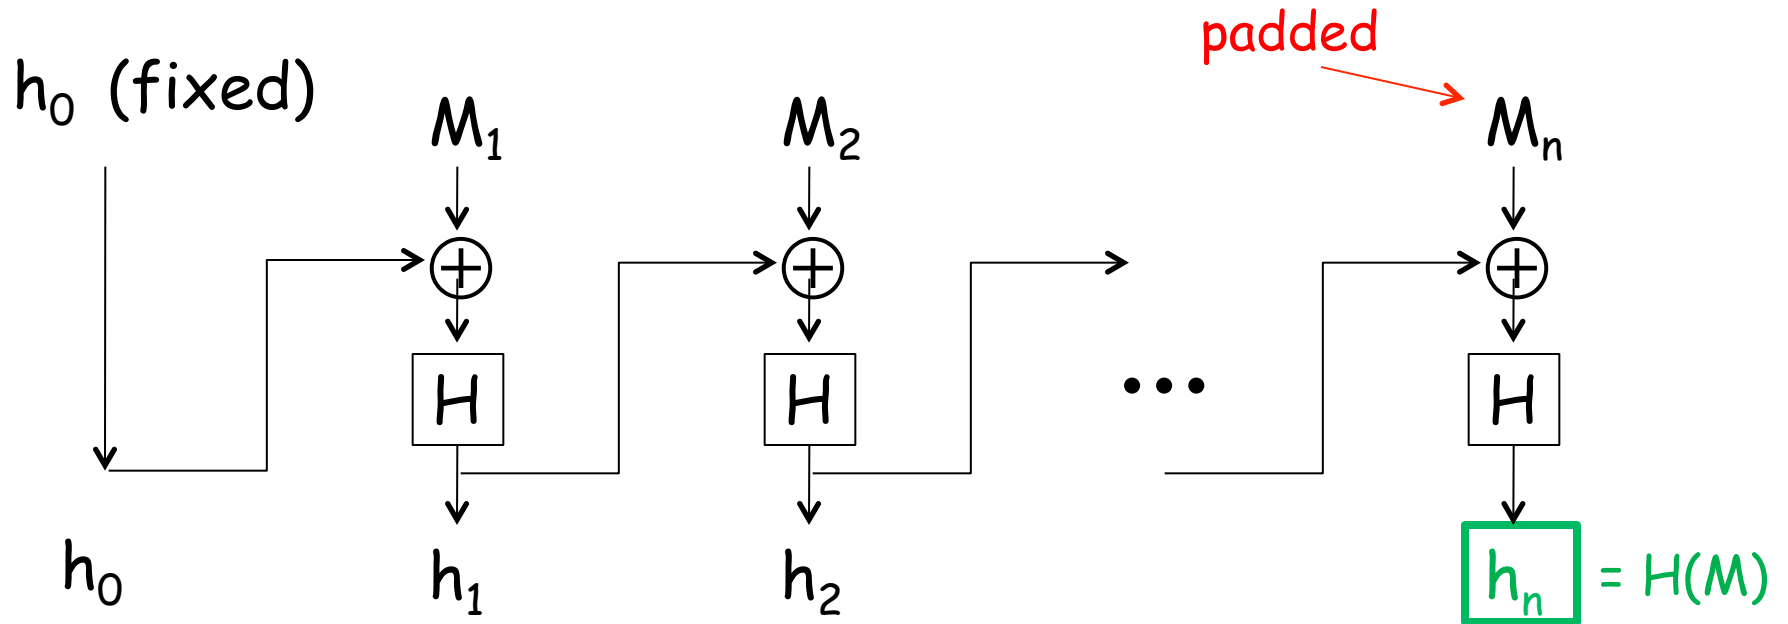 padded
h₀ (fixed)
M₁ M₂ Mₙ
H H ••• H
h₀ h₁ h₂ hₙ = H(M)